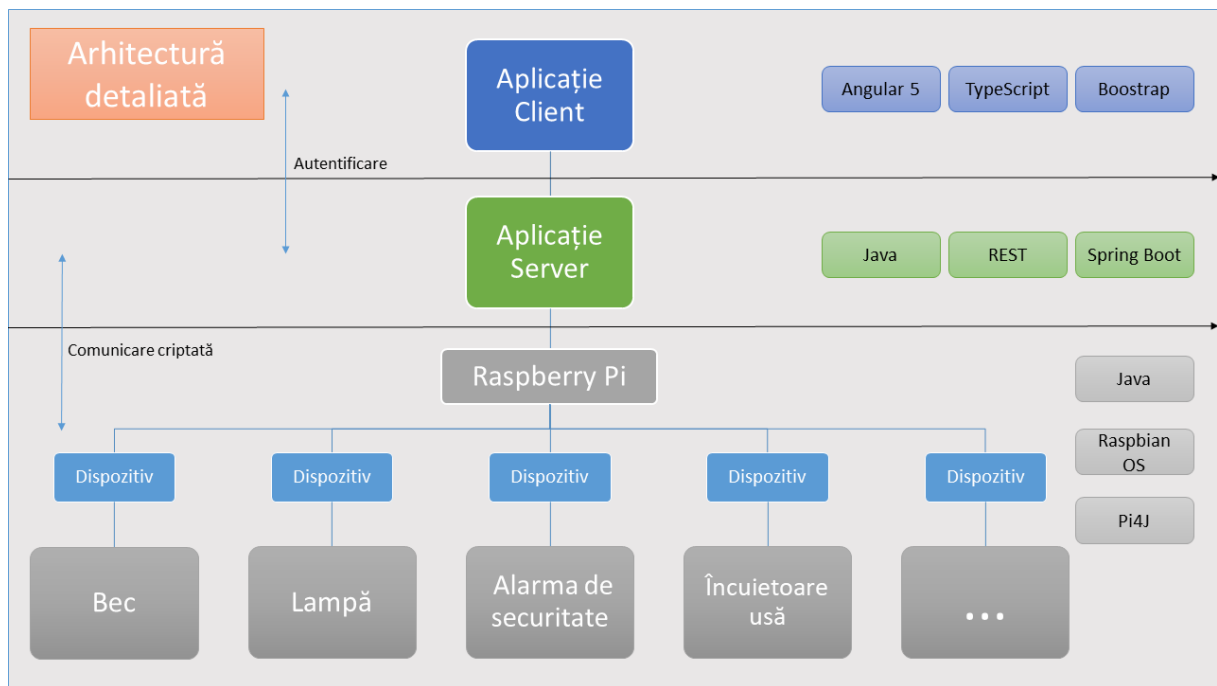 Arhitectură
detaliată
Aplicație
Client
Angular 5
TypeScript
Boostrap
Autentificare
Aplicație
Server
Java
REST
Spring Boot
Comunicare criptată
Raspberry Pi
Java
Raspbian
OS
Pi4J
Dispozitiv
Dispozitiv
Dispozitiv
Dispozitiv
Dispozitiv
Bec
Lampă
Alarma de
securitate
Încuietoare
usă
...